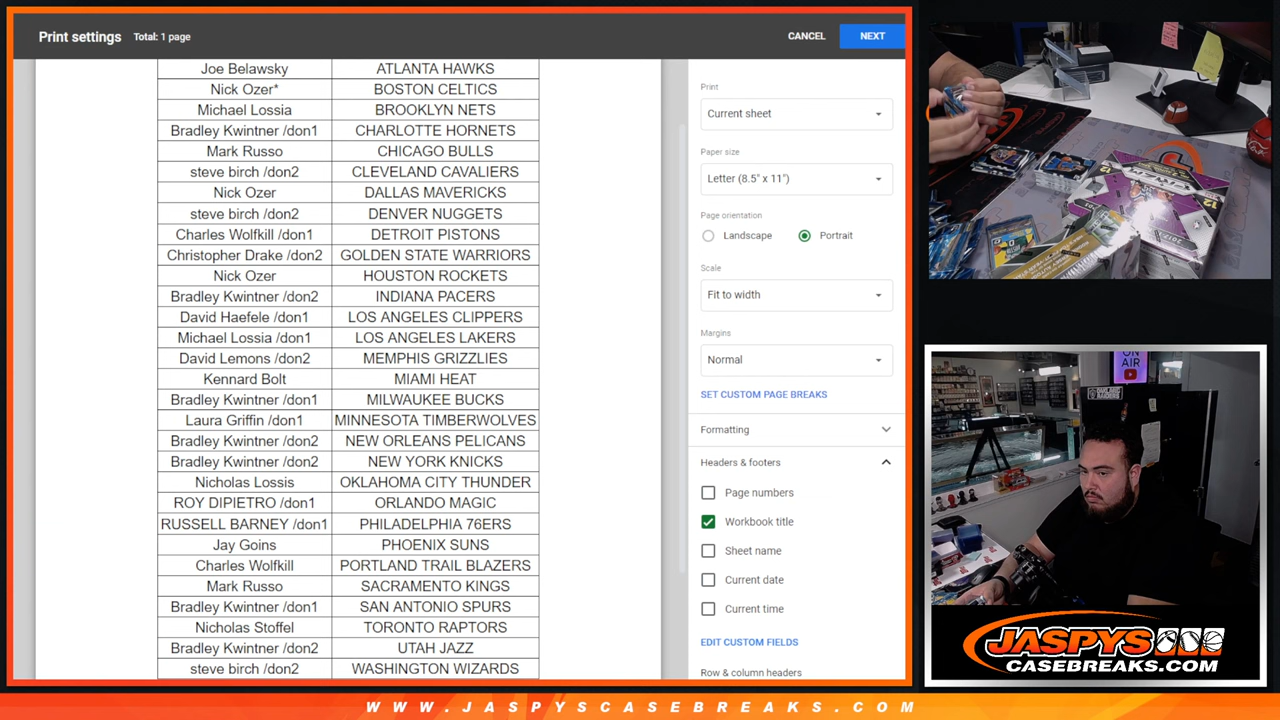 Print settings Total: 1 page CANCEL NEXT
Joe Belawsky ATLANTA HAWKS
Nick Ozer* BOSTON CELTICS
Michael Lossia BROOKLYN NETS
Bradley Kwintner /don1 CHARLOTTE HORNETS
Mark Russo CHICAGO BULLS
steve birch /don2 CLEVELAND CAVALIERS
Nick Ozer DALLAS MAVERICKS
steve birch /don2 DENVER NUGGETS
Charles Wolfkill /don1 DETROIT PISTONS
Christopher Drake /don2 GOLDEN STATE WARRIORS
Nick Ozer HOUSTON ROCKETS
Bradley Kwintner /don2 INDIANA PACERS
David Haefele /don1 LOS ANGELES CLIPPERS
Michael Lossia /don1 LOS ANGELES LAKERS
David Lemons /don2 MEMPHIS GRIZZLIES
Kennard Bolt MIAMI HEAT
Bradley Kwintner /don1 MILWAUKEE BUCKS
Laura Griffin /don1 MINNESOTA TIMBERWOLVES
Bradley Kwintner /don2 NEW ORLEANS PELICANS
Bradley Kwintner /don2 NEW YORK KNICKS
Nicholas Lossis OKLAHOMA CITY THUNDER
ROY DIPIETRO /don1 ORLANDO MAGIC
RUSSELL BARNEY /don1 PHILADELPHIA 76ERS
Jay Goins PHOENIX SUNS
Charles Wolfkill PORTLAND TRAIL BLAZERS
Mark Russo SACRAMENTO KINGS
Bradley Kwintner /don1 SAN ANTONIO SPURS
Nicholas Stoffel TORONTO RAPTORS
Bradley Kwintner /don2 UTAH JAZZ
steve birch /don2 WASHINGTON WIZARDS
Print
Current sheet
Paper size
Letter (8.5" x 11")
Page orientation
Landscape Portrait
Scale
Fit to width
Margins
Normal
SET CUSTOM PAGE BREAKS
Formatting
Headers & footers
Page numbers
Workbook title
Sheet name
Current date
Current time
EDIT CUSTOM FIELDS
Row & column headers
ON
AIR
JASPYS
CASEBREAKS.COM
WWW.JASPYSCASEBREAKS.COM